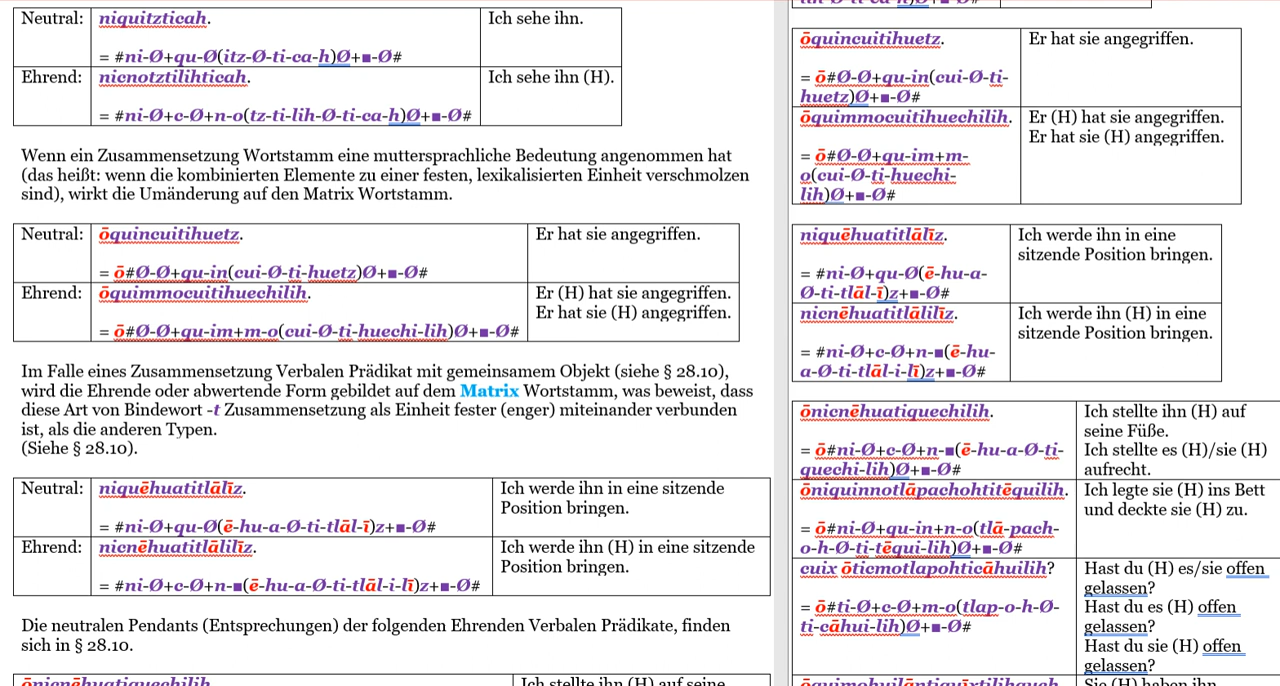 Neutral: niquitzticah. Ich sehe ihn.
= #ni-Ø+qu-Ø(itz-Ø-ti-ca-h)Ø+■-Ø#
Ehrend: nicnotztilihticah. Ich sehe ihn (H).
= #ni-Ø+c-Ø+n-o(tz-ti-lih-Ø-ti-ca-h)Ø+■-Ø#
Wenn ein Zusammensetzung Wortstamm eine muttersprachliche Bedeutung angenommen hat
(das heißt: wenn die kombinierten Elemente zu einer festen, lexikalisierten Einheit verschmolzen
sind), wirkt die Umänderung auf den Matrix Wortstamm.
Neutral: ōquincuitihuetz. Er hat sie angegriffen.
= ō#Ø-Ø+qu-in(cui-Ø-ti-huetz)Ø+■-Ø#
Ehrend: ōquimmocuitihuechilih. Er (H) hat sie angegriffen.
Er hat sie (H) angegriffen.
= ō#Ø-Ø+qu-im+m-o(cui-Ø-ti-huechi-lih)Ø+■-Ø#
Im Falle eines Zusammensetzung Verbalen Prädikat mit gemeinsamem Objekt (siehe § 28.10),
wird die Ehrende oder abwertende Form gebildet auf dem Matrix Wortstamm, was beweist, dass
diese Art von Bindewort -t Zusammensetzung als Einheit fester (enger) miteinander verbunden
ist, als die anderen Typen.
(Siehe § 28.10).
Neutral: niquēhuatitlālīz. Ich werde ihn in eine sitzende
Position bringen.
= #ni-Ø+qu-Ø(ē-hu-a-Ø-ti-tlāl-ī)z+■-Ø#
Ehrend: nicnēhuatitlālilīz. Ich werde ihn (H) in eine sitzende
Position bringen.
= #ni-Ø+c-Ø+n-■(ē-hu-a-Ø-ti-tlāl-i-lī)z+■-Ø#
Die neutralen Pendants (Entsprechungen) der folgenden Ehrenden Verbalen Prädikate, finden
sich in § 28.10.
ōnicnēhuatiquechilih. Ich stellte ihn (H) auf seine
ōquincuitihuetz. Er hat sie angegriffen.
= ō#Ø-Ø+qu-in(cui-Ø-ti-
huetz)Ø+■-Ø#
ōquimmocuitihuechilih. Er (H) hat sie angegriffen.
Er hat sie (H) angegriffen.
= ō#Ø-Ø+qu-im+m-
o(cui-Ø-ti-huechi-
lih)Ø+■-Ø#
niquēhuatitlālīz. Ich werde ihn in eine
sitzende Position bringen.
= #ni-Ø+qu-Ø(ē-hu-a-
Ø-ti-tlāl-ī)z+■-Ø#
nicnēhuatitlālilīz. Ich werde ihn (H) in eine
sitzende Position bringen.
= #ni-Ø+c-Ø+n-■(ē-hu-
a-Ø-ti-tlāl-i-lī)z+■-Ø#
ōnicnēhuatiquechilih. Ich stellte ihn (H) auf
seine Füße.
= ō#ni-Ø+c-Ø+n-■(ē-hu-a-Ø-ti- Ich stellte es (H)/sie (H)
quechi-lih)Ø+■-Ø# aufrecht.
ōniquinnotlāpachohtitēquilih. Ich legte sie (H) ins Bett
und deckte sie (H) zu.
= ō#ni-Ø+qu-in+n-o(tlā-pach-
o-h-Ø-ti-tēqui-lih)Ø+■-Ø#
cuix ōticmotlapohticāhuilih? Hast du (H) es/sie offen
gelassen?
= ō#ti-Ø+c-Ø+m-o(tlap-o-h-Ø- Hast du es (H) offen
ti-cāhui-lih)Ø+■-Ø# gelassen?
Hast du sie (H) offen
gelassen?
Sie (H) haben ihn